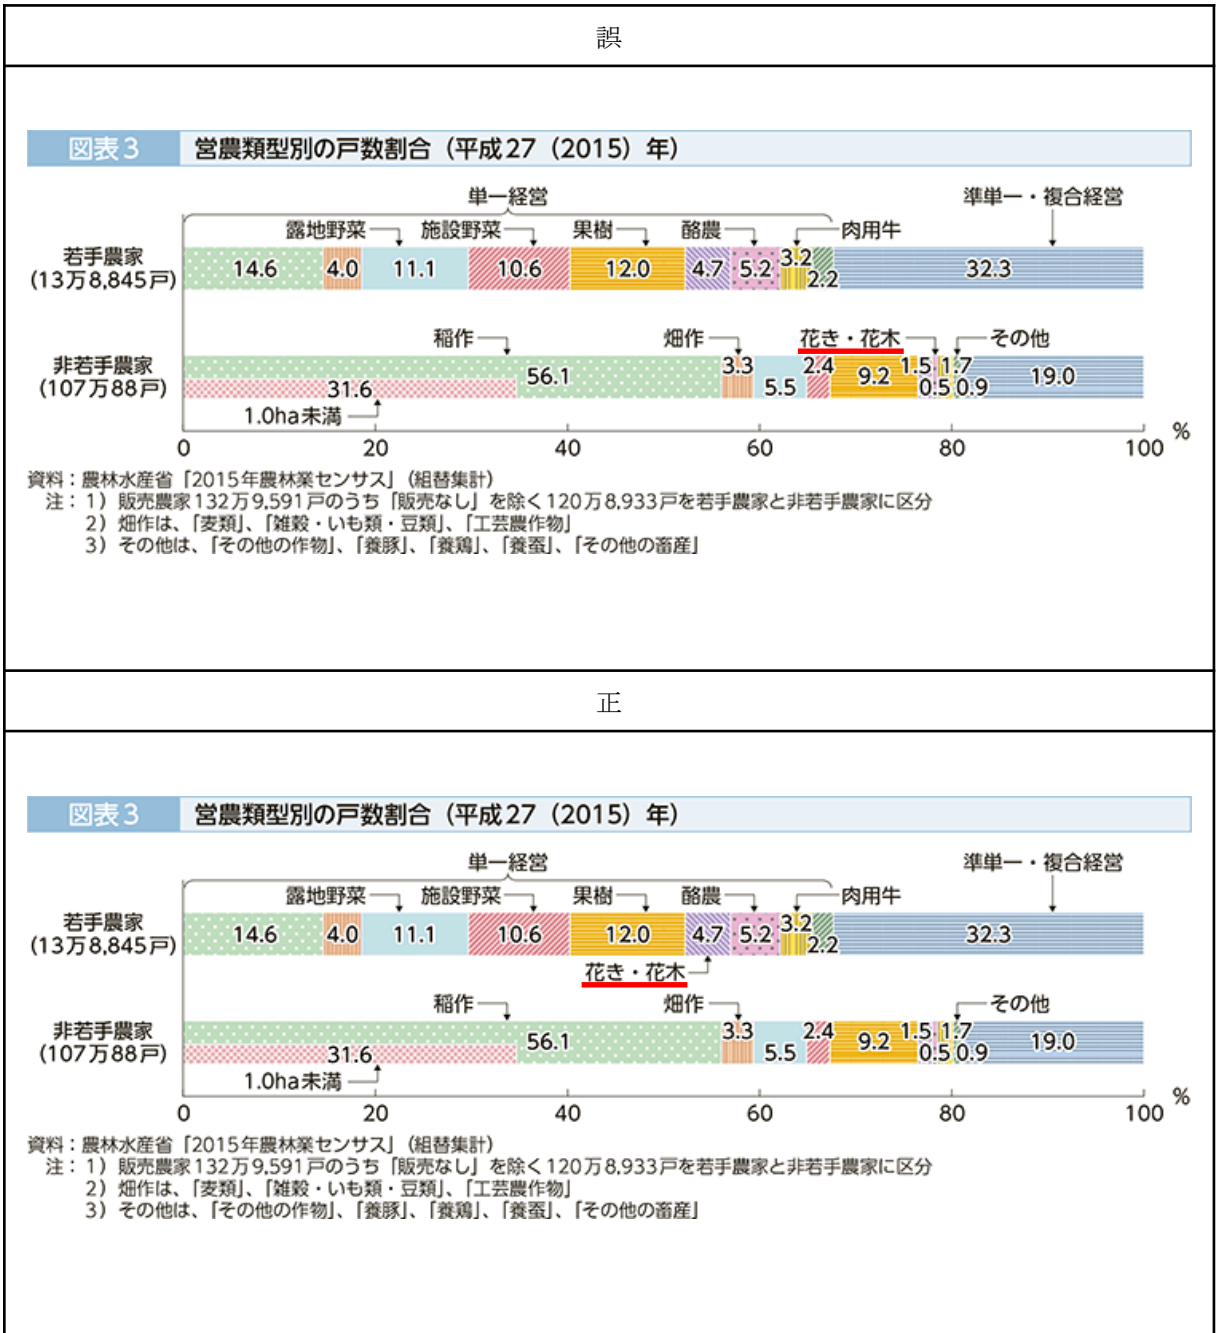 誤
図表3 営農類型別の戸数割合（平成27（2015）年）
単一経営 準単一・複合経営
露地野菜 施設野菜 果樹 酪農 肉用牛
若手農家
(13万8,845戸)
14.6 4.0 11.1 10.6 12.0 4.7 5.2 3.2 2.2 32.3
稲作 畑作 花き・花木 その他
非若手農家
(107万88戸)
31.6 56.1 3.3 5.5 2.4 9.2 1.5 0.5 1.7 0.9 19.0
1.0ha未満
0 20 40 60 80 100 %
資料：農林水産省「2015年農林業センサス」（組替集計）
注：1）販売農家132万9,591戸のうち「販売なし」を除く120万8,933戸を若手農家と非若手農家に区分
2）畑作は、「麦類」、「雑穀・いも類・豆類」、「工芸農作物」
3）その他は、「その他の作物」、「養豚」、「養鶏」、「養蚕」、「その他の畜産」
正
図表3 営農類型別の戸数割合（平成27（2015）年）
単一経営 準単一・複合経営
露地野菜 施設野菜 果樹 酪農 肉用牛
若手農家
(13万8,845戸)
14.6 4.0 11.1 10.6 12.0 4.7 5.2 3.2 2.2 32.3
花き・花木
稲作 畑作 その他
非若手農家
(107万88戸)
31.6 56.1 3.3 5.5 2.4 9.2 1.5 0.5 1.7 0.9 19.0
1.0ha未満
0 20 40 60 80 100 %
資料：農林水産省「2015年農林業センサス」（組替集計）
注：1）販売農家132万9,591戸のうち「販売なし」を除く120万8,933戸を若手農家と非若手農家に区分
2）畑作は、「麦類」、「雑穀・いも類・豆類」、「工芸農作物」
3）その他は、「その他の作物」、「養豚」、「養鶏」、「養蚕」、「その他の畜産」